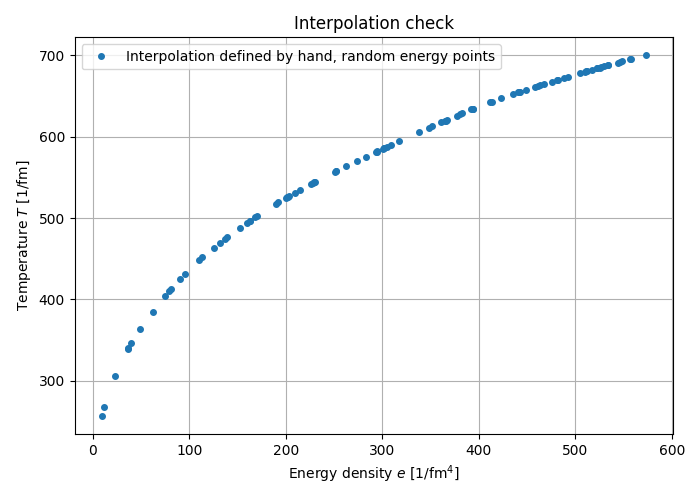 Interpolation check
Interpolation defined by hand, random energy points
Temperature T [1/fm]
700
600
500
400
300
0 100 200 300 400 500 600
Energy density e [1/fm⁴]